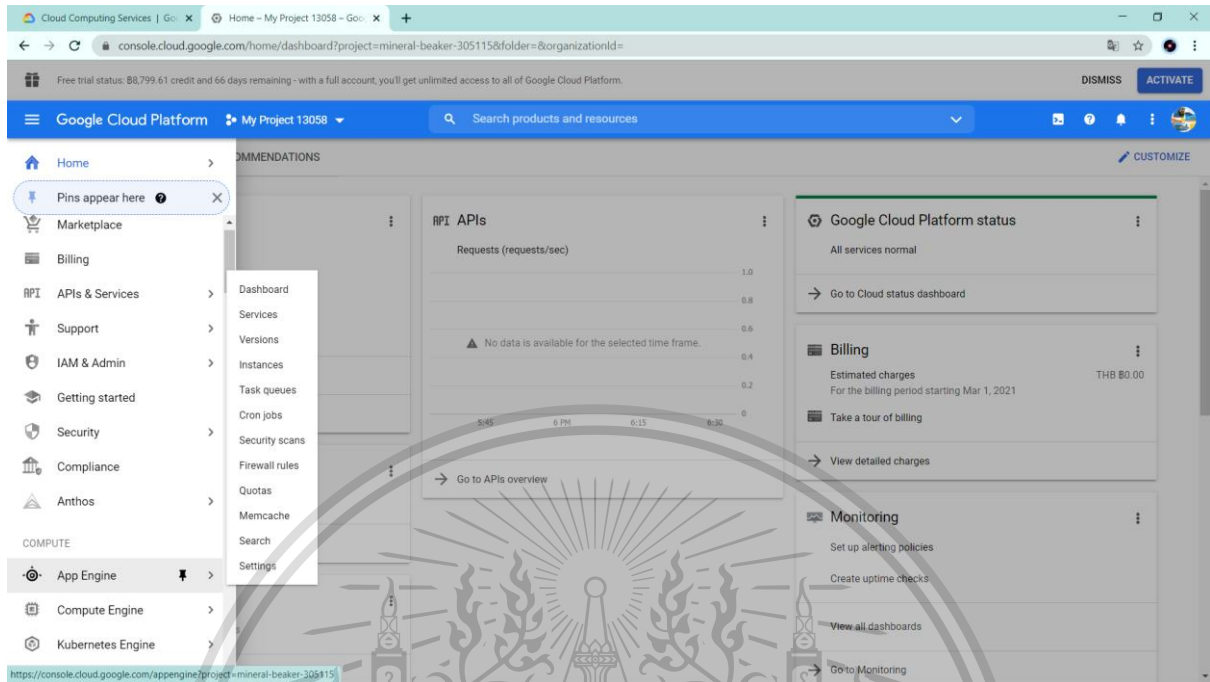 Cloud Computing Services | Go
Home – My Project 13058 – Goo
console.cloud.google.com/home/dashboard?project=mineral-beaker-305115&folder=&organizationId=
Free trial status: ฿8,799.61 credit and 66 days remaining - with a full account, you'll get unlimited access to all of Google Cloud Platform.
DISMISS
ACTIVATE
Google Cloud Platform
My Project 13058
Search products and resources
Home
OMMENDATIONS
CUSTOMIZE
Pins appear here
Marketplace
Billing
API APIs & Services
Support
IAM & Admin
Getting started
Security
Compliance
Anthos
COMPUTE
App Engine
Compute Engine
Kubernetes Engine
Dashboard
Services
Versions
Instances
Task queues
Cron jobs
Security scans
Firewall rules
Quotas
Memcache
Search
Settings
API APIs
Requests (requests/sec)
1.0
0.8
0.6
No data is available for the selected time frame.
0.4
0.2
0
5:45 6 PM 6:15 6:30
Go to APIs overview
Google Cloud Platform status
All services normal
Go to Cloud status dashboard
Billing
Estimated charges THB ฿0.00
For the billing period starting Mar 1, 2021
Take a tour of billing
View detailed charges
Monitoring
Set up alerting policies
Create uptime checks
View all dashboards
Go to Monitoring
https://console.cloud.google.com/appengine?project=mineral-beaker-305115